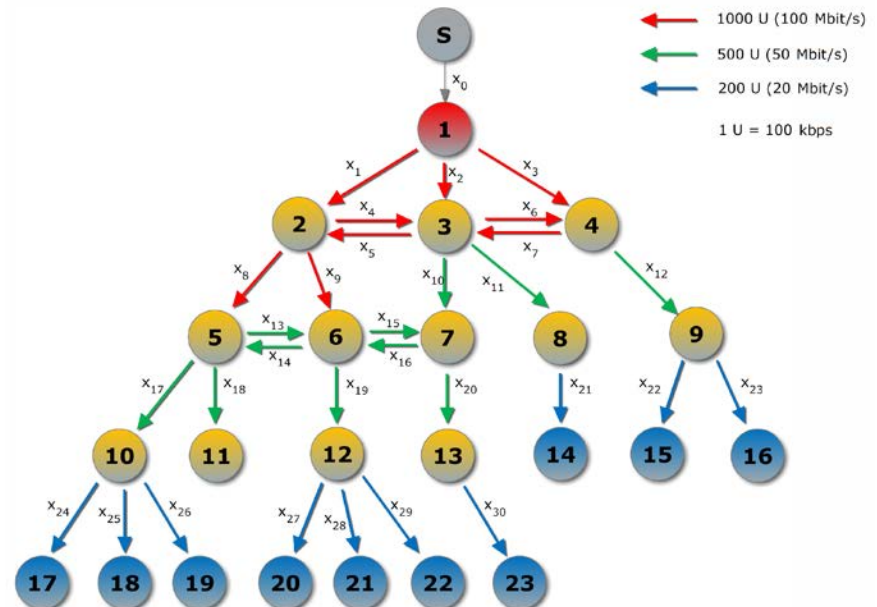 S
1000 U (100 Mbit/s)
500 U (50 Mbit/s)
200 U (20 Mbit/s)
1 U = 100 kbps
x0
1
x1
x2
x3
2
x4
x5
3
x6
x7
4
x8
x9
x10
x11
x12
5
x13
x14
6
x15
x16
7
8
9
x17
x18
x19
x20
x21
x22
x23
10
11
12
13
14
15
16
x24
x25
x26
x27
x28
x29
x30
17
18
19
20
21
22
23